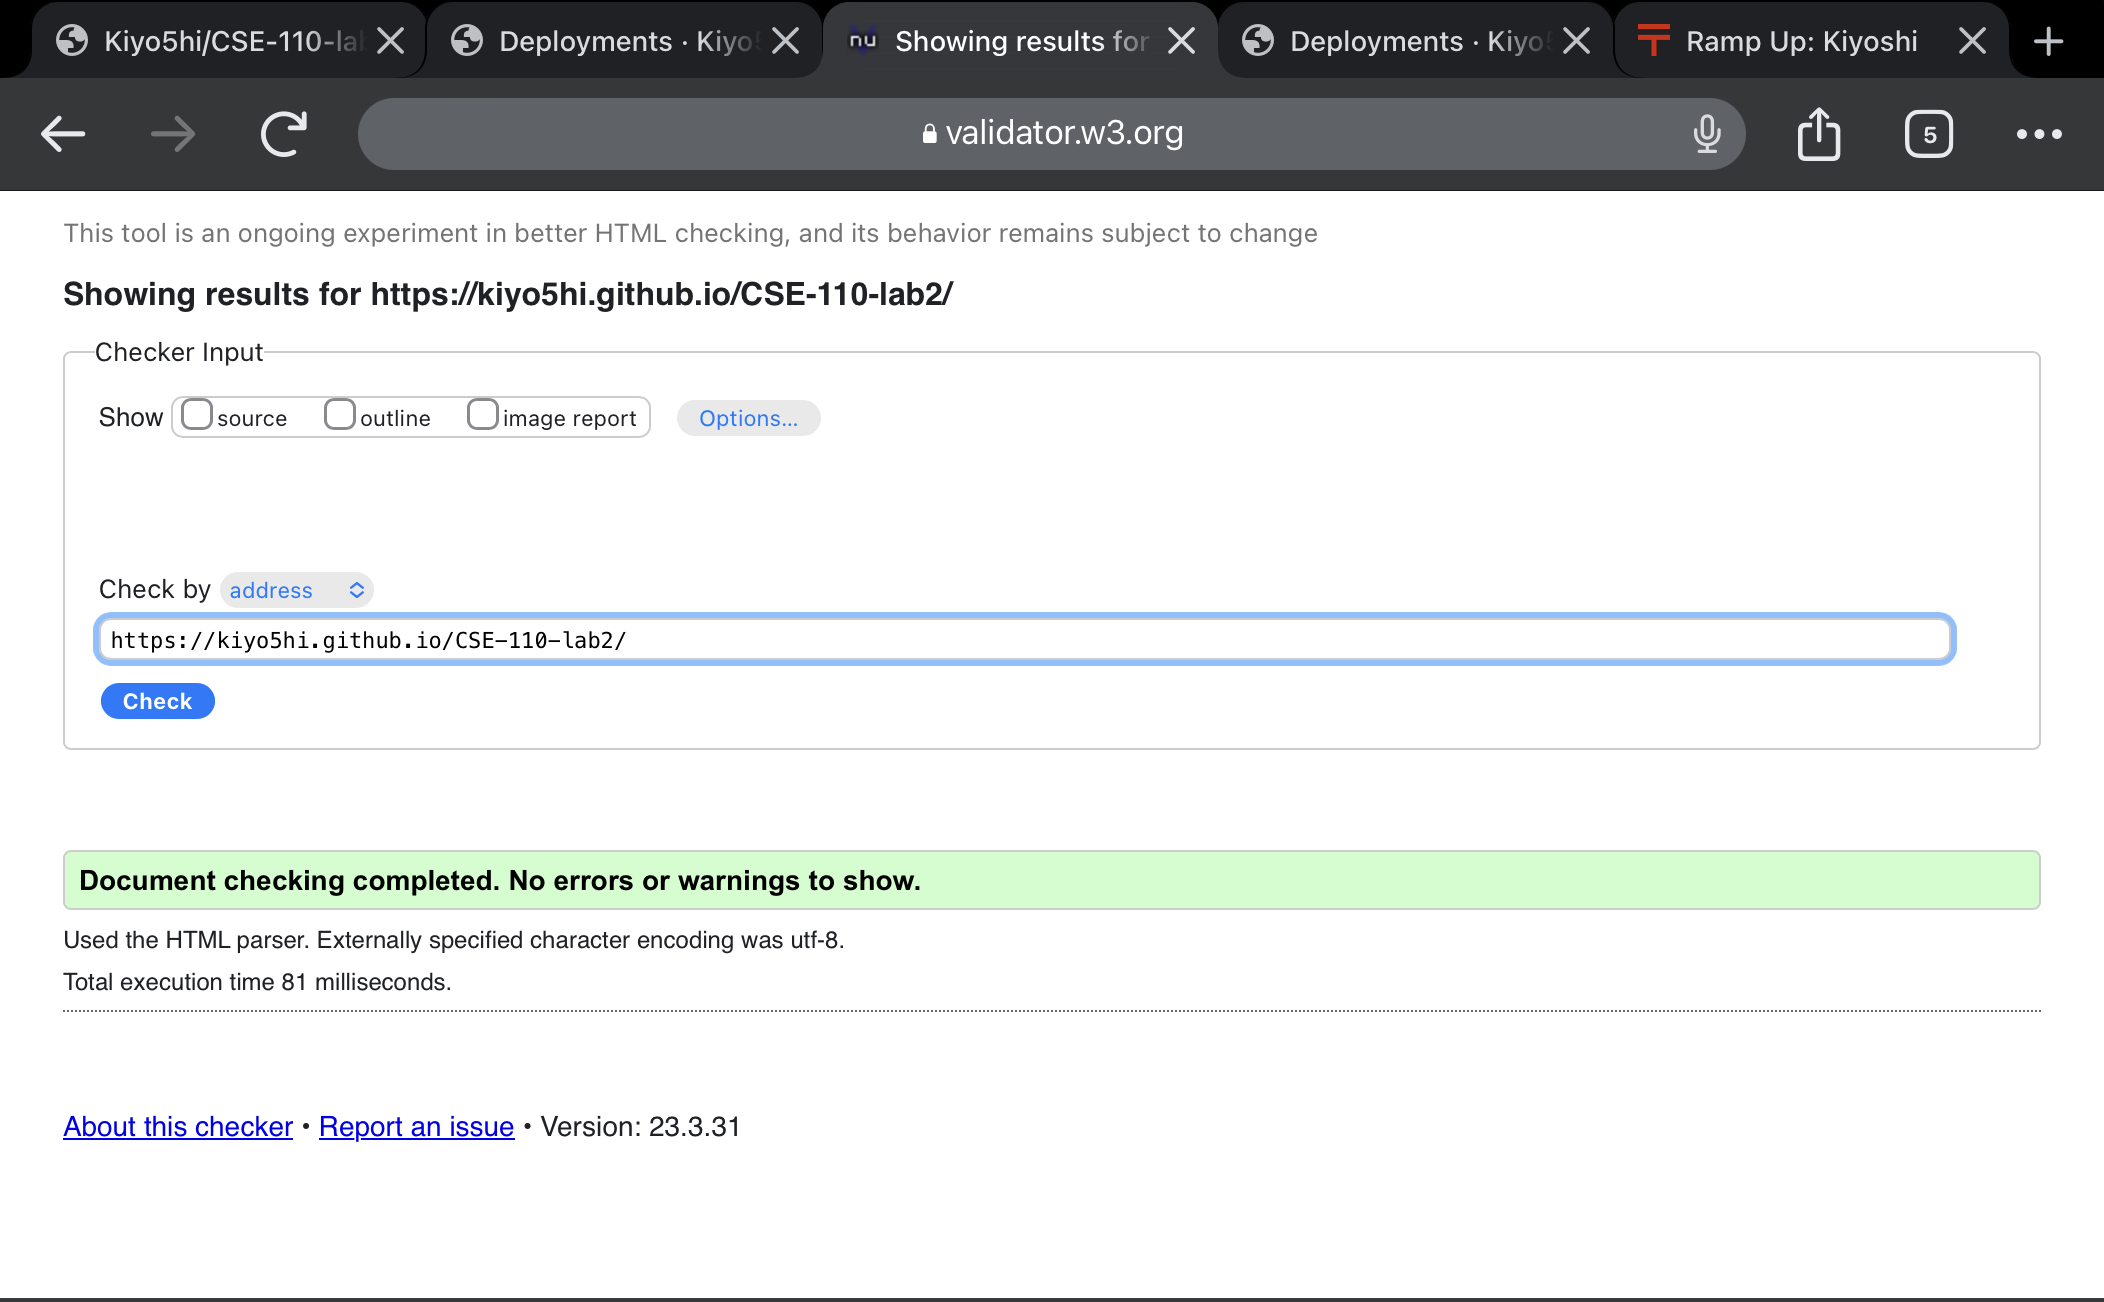 Kiyo5hi/CSE-110-la
Deployments · Kiyo
nu Showing results for
Deployments · Kiyo
Ramp Up: Kiyoshi
validator.w3.org
5
This tool is an ongoing experiment in better HTML checking, and its behavior remains subject to change
Showing results for https://kiyo5hi.github.io/CSE-110-lab2/
Checker Input
Show source outline image report Options...
Check by address
https://kiyo5hi.github.io/CSE-110-lab2/
Check
Document checking completed. No errors or warnings to show.
Used the HTML parser. Externally specified character encoding was utf-8.
Total execution time 81 milliseconds.
About this checker • Report an issue • Version: 23.3.31